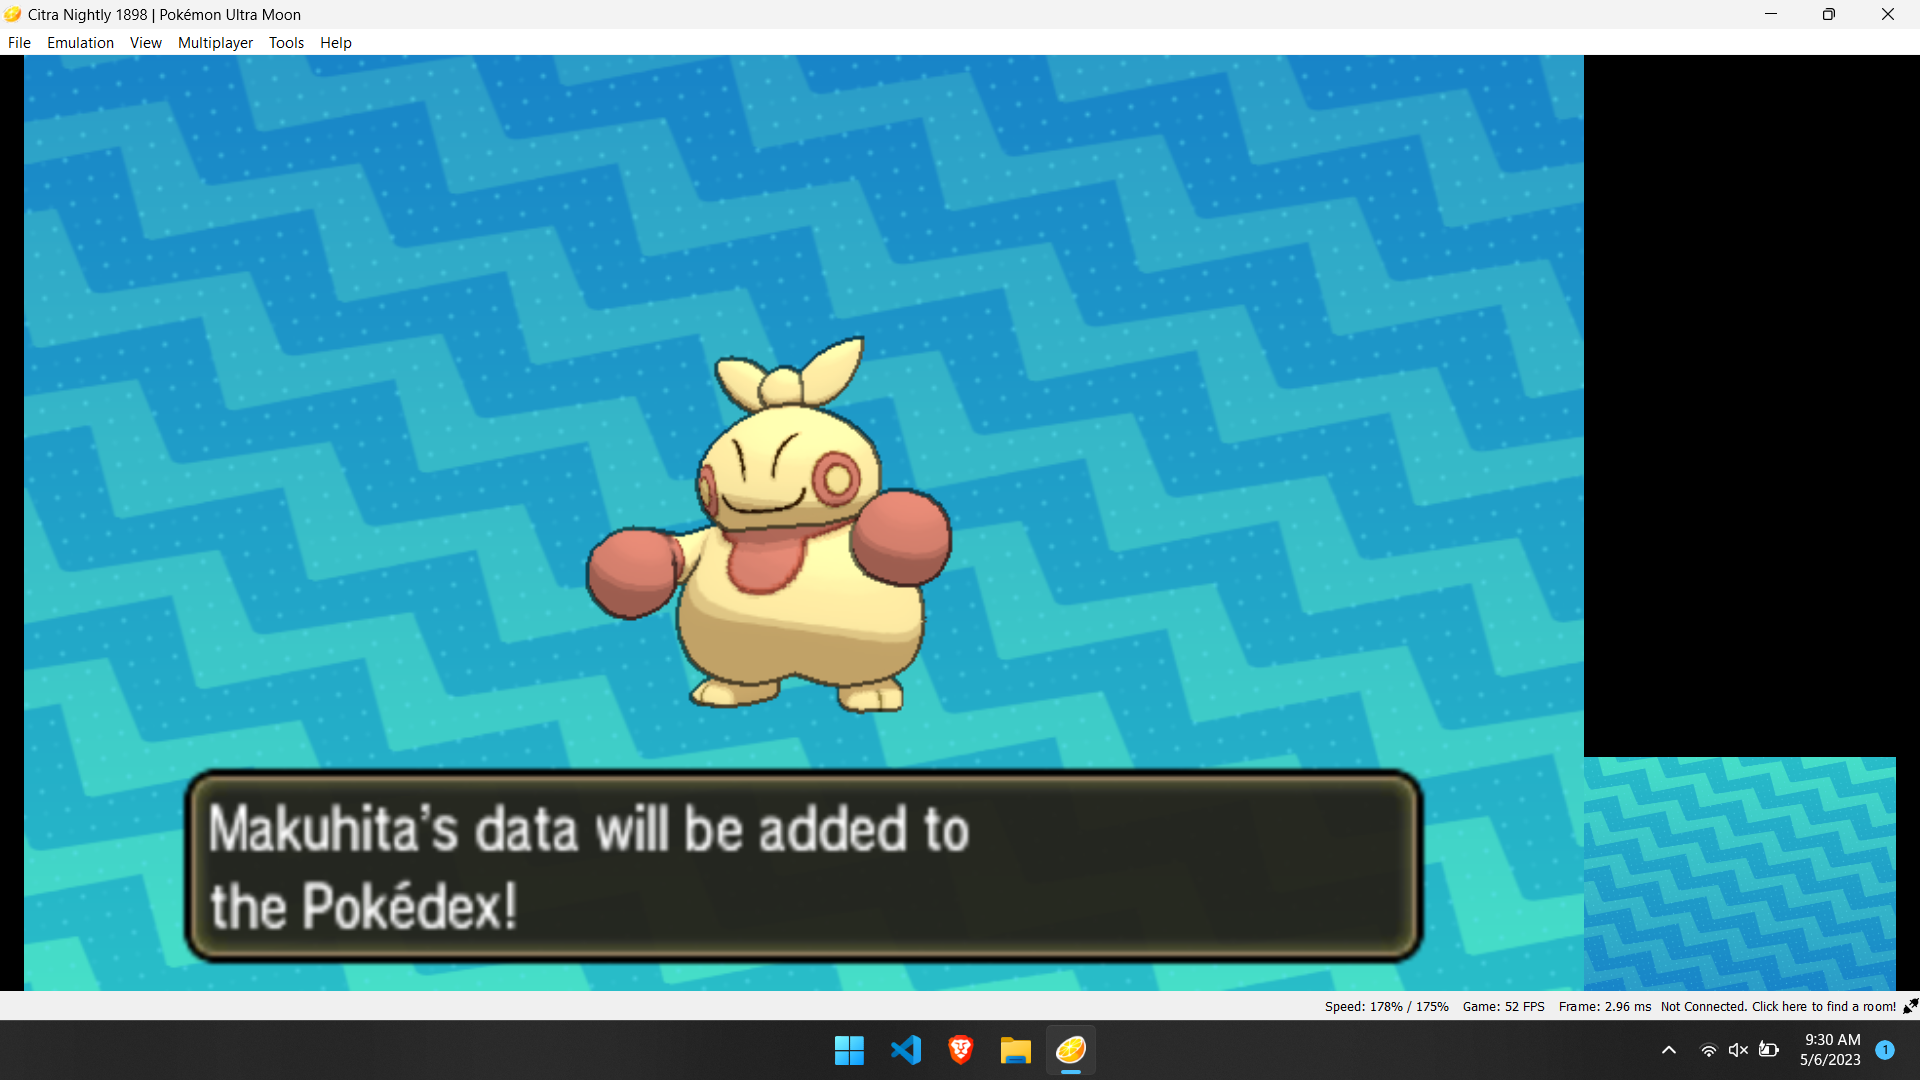 Citra Nightly 1898 | Pokémon Ultra Moon
File Emulation View Multiplayer Tools Help
Makuhita's data will be added to
the Pokédex!
Speed: 178% / 175% Game: 52 FPS Frame: 2.96 ms Not Connected. Click here to find a room!
9:30 AM
5/6/2023
1